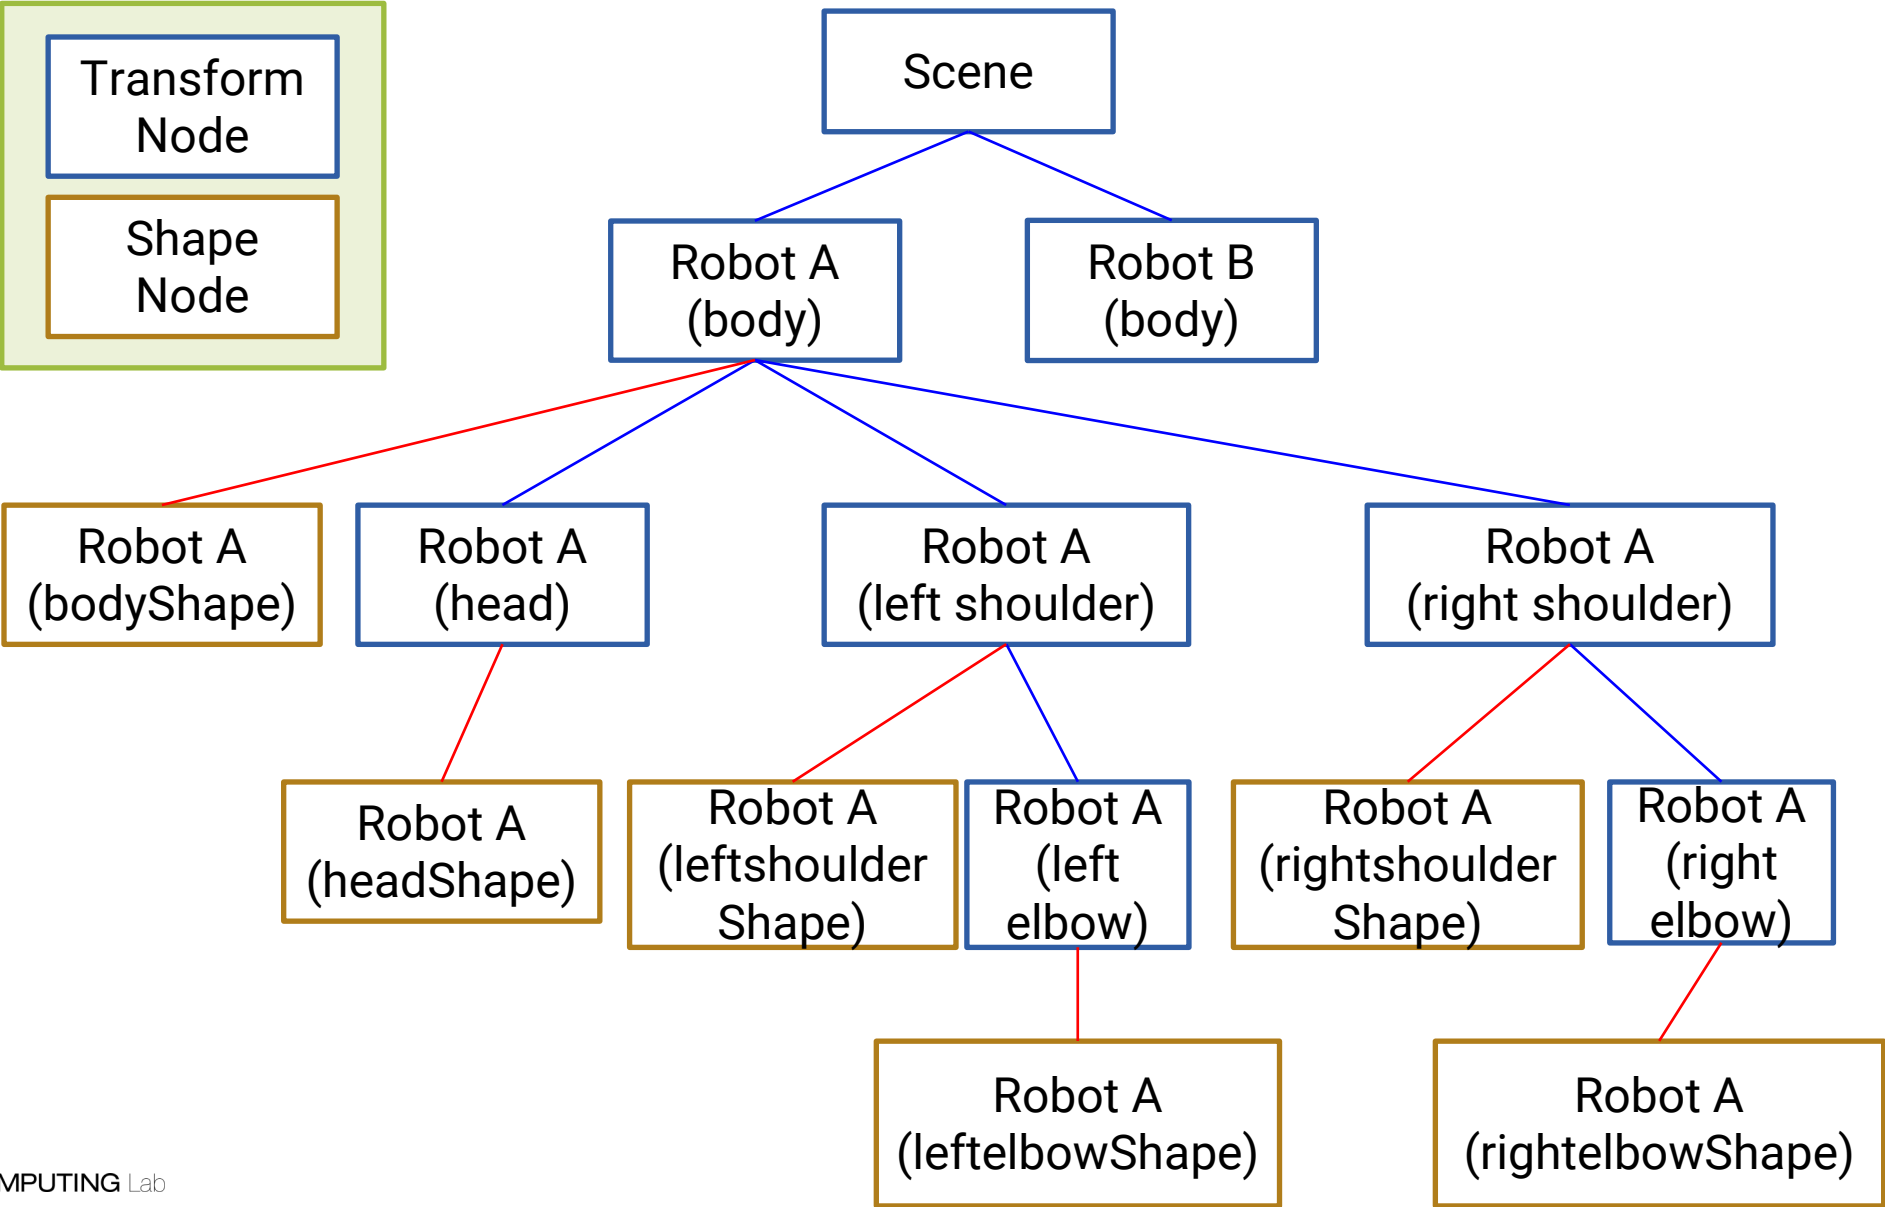 Transform
Node
Shape
Node
Scene
Robot A
(body)
Robot B
(body)
Robot A
(bodyShape)
Robot A
(head)
Robot A
(left shoulder)
Robot A
(right shoulder)
Robot A
(headShape)
Robot A
(leftshoulder
Shape)
Robot A
(left
elbow)
Robot A
(rightshoulder
Shape)
Robot A
(right
elbow)
Robot A
(leftelbowShape)
Robot A
(rightelbowShape)
MPUTING Lab